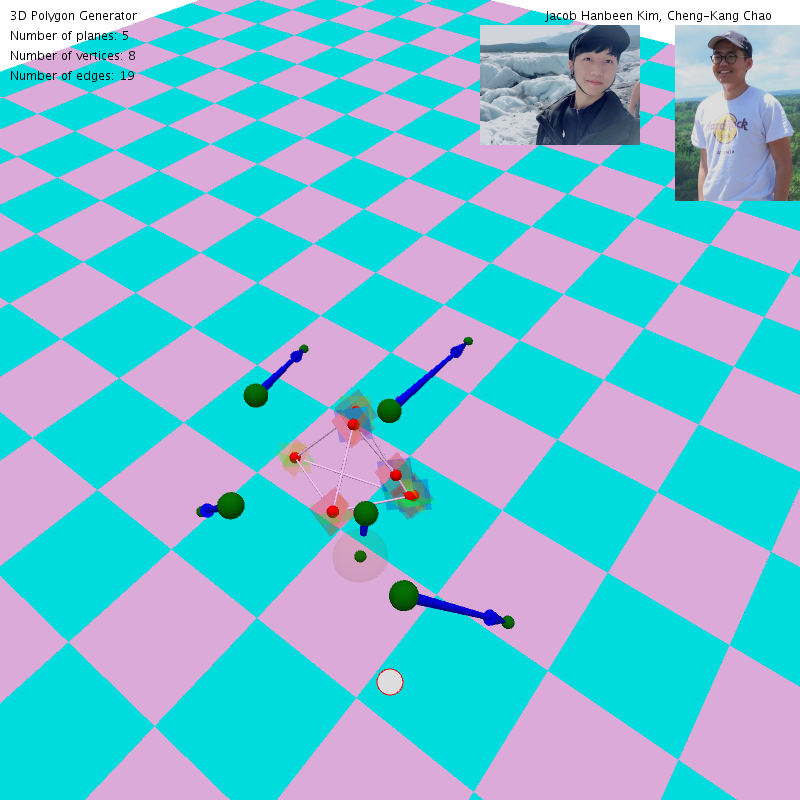 3D Polygon Generator
Jacob Hanbeen Kim, Cheng-Kang Chao
Number of planes: 5
Number of vertices: 8
Number of edges: 19